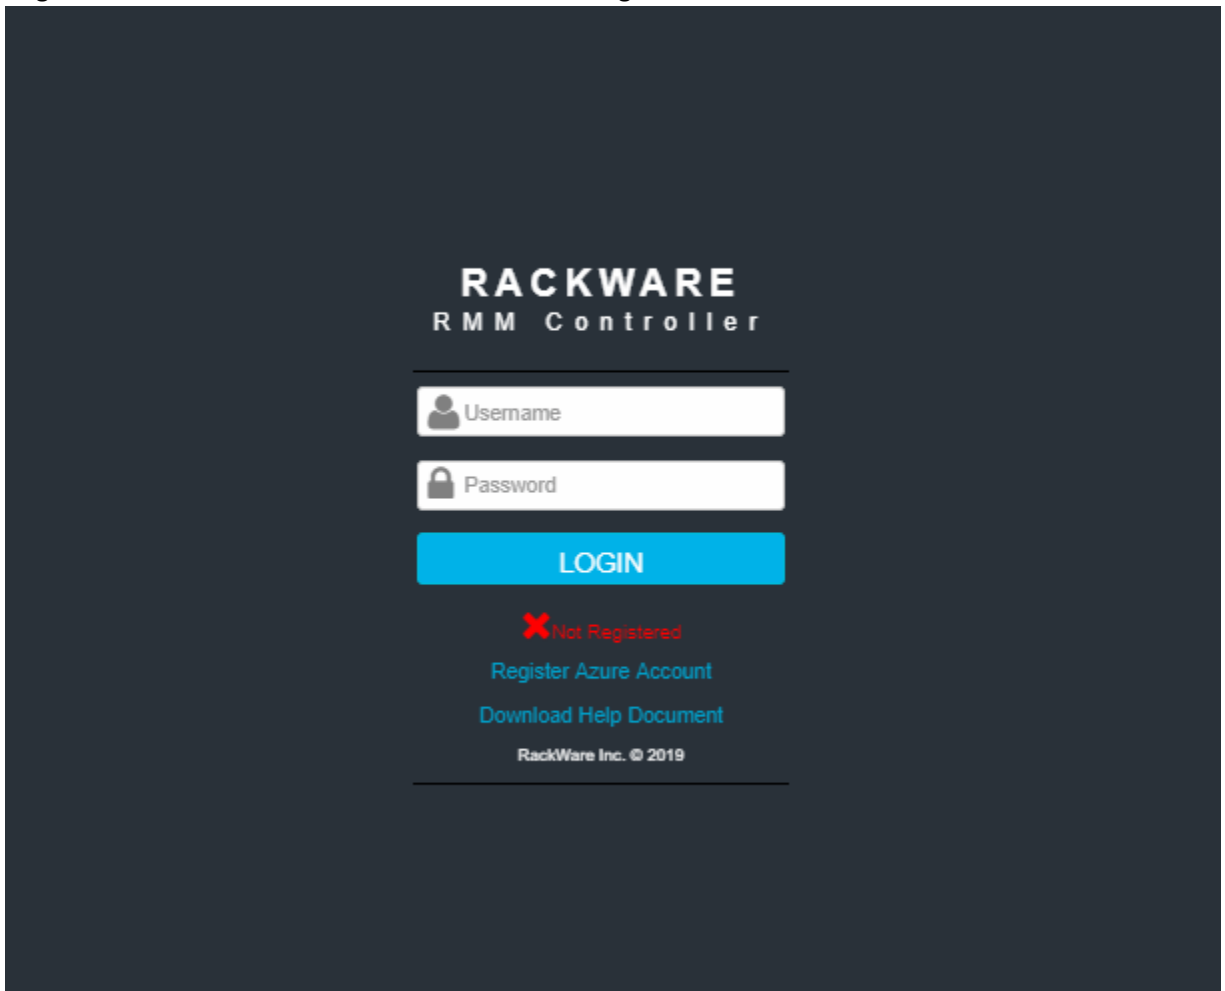 RACKWARE
RMM Controller
Username
Password
LOGIN
Not Registered
Register Azure Account
Download Help Document
RackWare Inc. © 2019